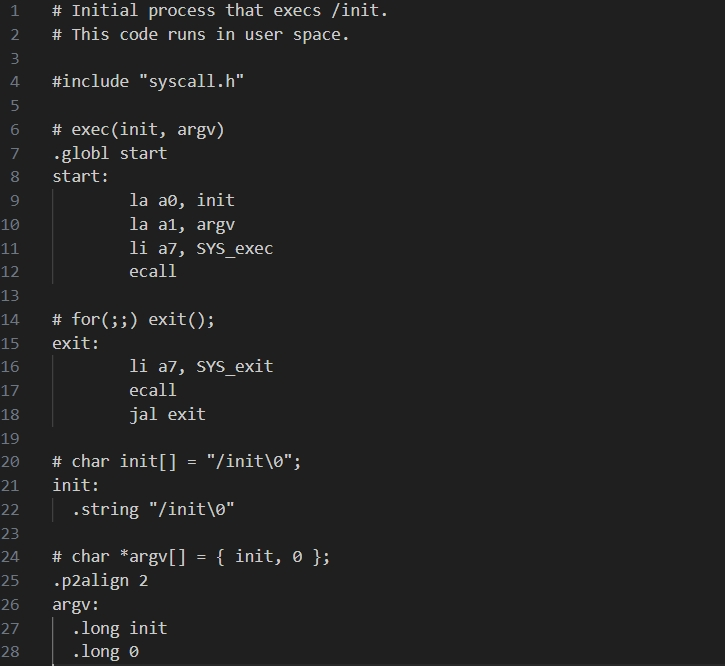 1 # Initial process that execs /init.
2 # This code runs in user space.
3
4 #include "syscall.h"
5
6 # exec(init, argv)
7 .globl start
8 start:
9 la a0, init
10 la a1, argv
11 li a7, SYS_exec
12 ecall
13
14 # for(;;) exit();
15 exit:
16 li a7, SYS_exit
17 ecall
18 jal exit
19
20 # char init[] = "/init\0";
21 init:
22 .string "/init\0"
23
24 # char *argv[] = { init, 0 };
25 .p2align 2
26 argv:
27 .long init
28 .long 0